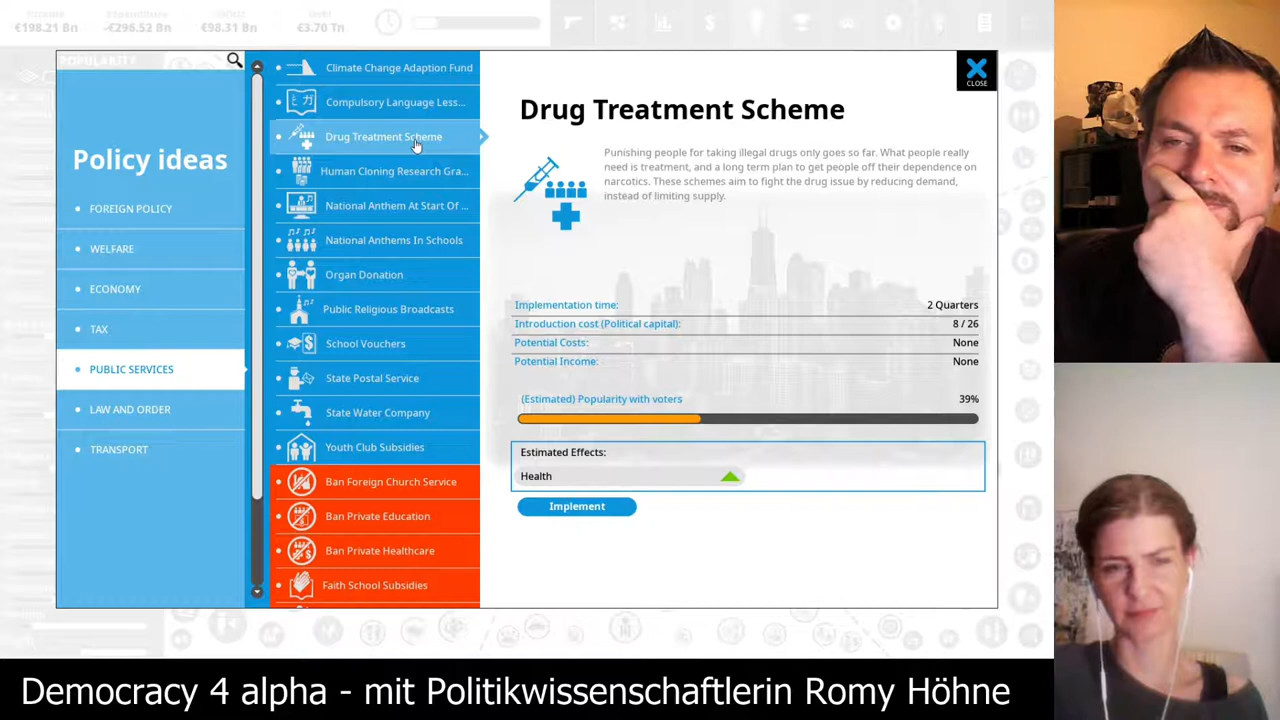 €198.21 Bn
-€296.52 Bn
€98.31 Bn
€3.70 Tn
POPULARITY
Policy ideas
FOREIGN POLICY
WELFARE
ECONOMY
TAX
PUBLIC SERVICES
LAW AND ORDER
TRANSPORT
Climate Change Adaption Fund
Compulsory Language Less...
Drug Treatment Scheme
Human Cloning Research Gra...
National Anthem At Start Of ...
National Anthems In Schools
Organ Donation
Public Religious Broadcasts
School Vouchers
State Postal Service
State Water Company
Youth Club Subsidies
Ban Foreign Church Service
Ban Private Education
Ban Private Healthcare
Faith School Subsidies
CLOSE
Drug Treatment Scheme
Punishing people for taking illegal drugs only goes so far. What people really
need is treatment, and a long term plan to get people off their dependence on
narcotics. These schemes aim to fight the drug issue by reducing demand,
instead of limiting supply.
Implementation time: 2 Quarters
Introduction cost (Political capital): 8 / 26
Potential Costs: None
Potential Income: None
(Estimated) Popularity with voters 39%
Estimated Effects:
Health
Implement
Democracy 4 alpha - mit Politikwissenschaftlerin Romy Höhne